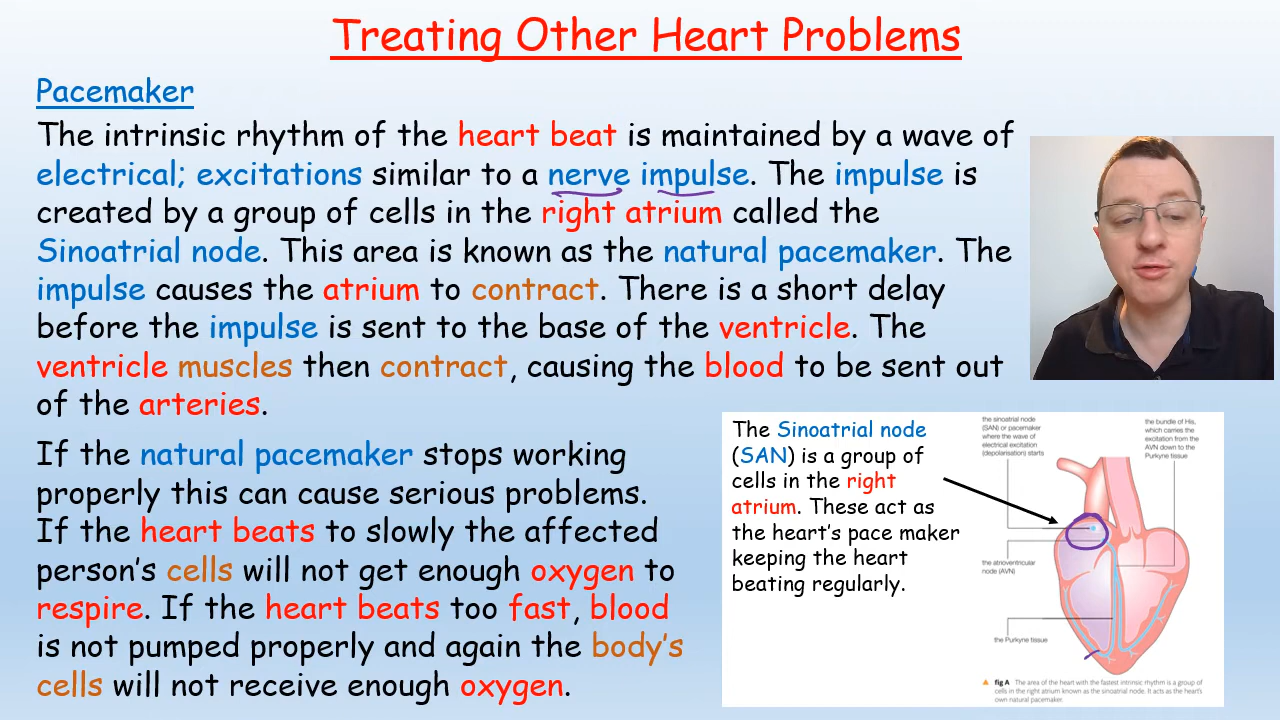 Treating Other Heart Problems
Pacemaker
The intrinsic rhythm of the heart beat is maintained by a wave of
electrical; excitations similar to a nerve impulse. The impulse is
created by a group of cells in the right atrium called the
Sinoatrial node. This area is known as the natural pacemaker. The
impulse causes the atrium to contract. There is a short delay
before the impulse is sent to the base of the ventricle. The
ventricle muscles then contract, causing the blood to be sent out
of the arteries.
If the natural pacemaker stops working
properly this can cause serious problems.
If the heart beats to slowly the affected
person's cells will not get enough oxygen to
respire. If the heart beats too fast, blood
is not pumped properly and again the body's
cells will not receive enough oxygen.
The Sinoatrial node
(SAN) is a group of
cells in the right
atrium. These act as
the heart's pace maker
keeping the heart
beating regularly.
the sinoatrial node
(SAN) or pacemaker
where the wave of
electrical excitation
(depolarisation) starts
the bundle of His,
which carries the
excitation from the
AVN down to the
Purkyne tissue
the atrioventricular
node (AVN)
the Purkyne tissue
fig A The area of the heart with the fastest intrinsic rhythm is a group of
cells in the right atrium known as the sinoatrial node. It acts as the heart's
own natural pacemaker.